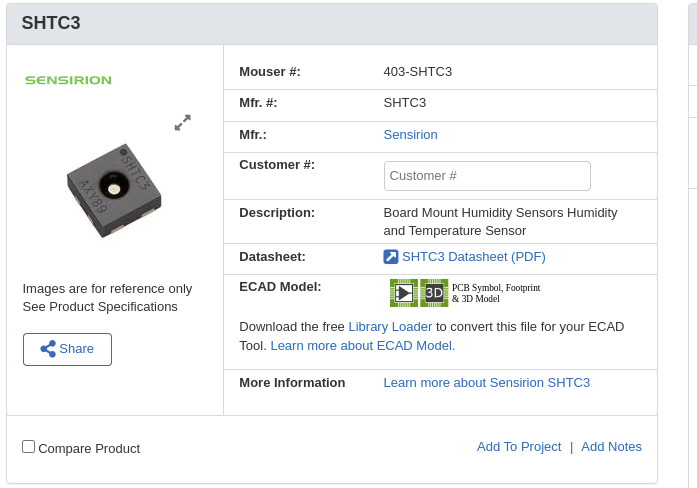 SHTC3
SENSIRION
SHTC3
AXY89
Images are for reference only
See Product Specifications
Share
Mouser #: 403-SHTC3
Mfr. #: SHTC3
Mfr.: Sensirion
Customer #: Customer #
Description: Board Mount Humidity Sensors Humidity
and Temperature Sensor
Datasheet: SHTC3 Datasheet (PDF)
ECAD Model: 3D PCB Symbol, Footprint
& 3D Model
Download the free Library Loader to convert this file for your ECAD
Tool. Learn more about ECAD Model.
More Information Learn more about Sensirion SHTC3
Compare Product
Add To Project | Add Notes